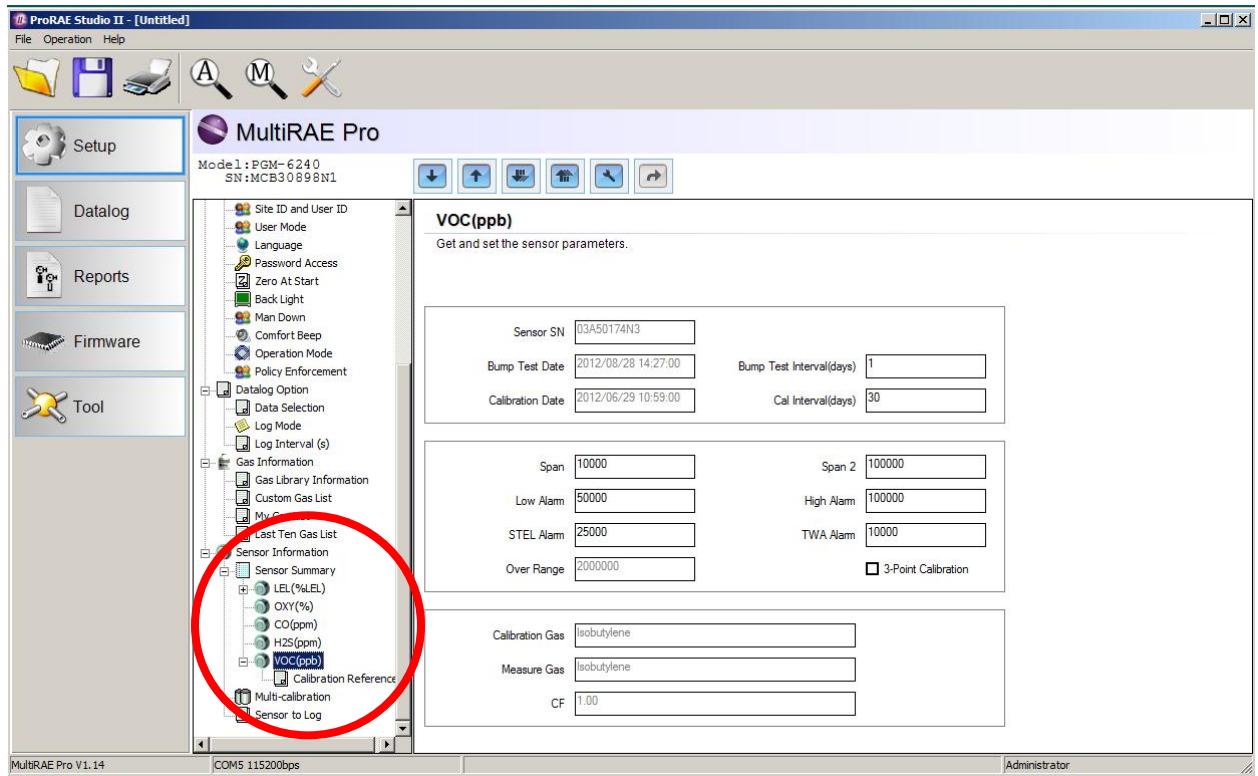 ProRAE Studio II - [Untitled]
File Operation Help
A M
MultiRAE Pro
Model:PGM-6240
SN:MCB30898N1
Setup
Datalog
Reports
Firmware
Tool
Site ID and User ID
User Mode
Language
Password Access
Zero At Start
Back Light
Man Down
Comfort Beep
Operation Mode
Policy Enforcement
Datalog Option
Data Selection
Log Mode
Log Interval (s)
Gas Information
Gas Library Information
Custom Gas List
My
Last Ten Gas List
Sensor Information
Sensor Summary
LEL(%LEL)
OXY(%)
CO(ppm)
H2S(ppm)
VOC(ppb)
Calibration Reference
Multi-calibration
Sensor to Log
VOC(ppb)
Get and set the sensor parameters.
Sensor SN 03A50174N3
Bump Test Date 2012/08/28 14:27:00 Bump Test Interval(days) 1
Calibration Date 2012/06/29 10:59:00 Cal Interval(days) 30
Span 10000 Span 2 100000
Low Alarm 50000 High Alarm 100000
STEL Alarm 25000 TWA Alarm 10000
Over Range 2000000 3-Point Calibration
Calibration Gas Isobutylene
Measure Gas Isobutylene
CF 1.00
MultiRAE Pro V1.14 COM5 115200bps Administrator